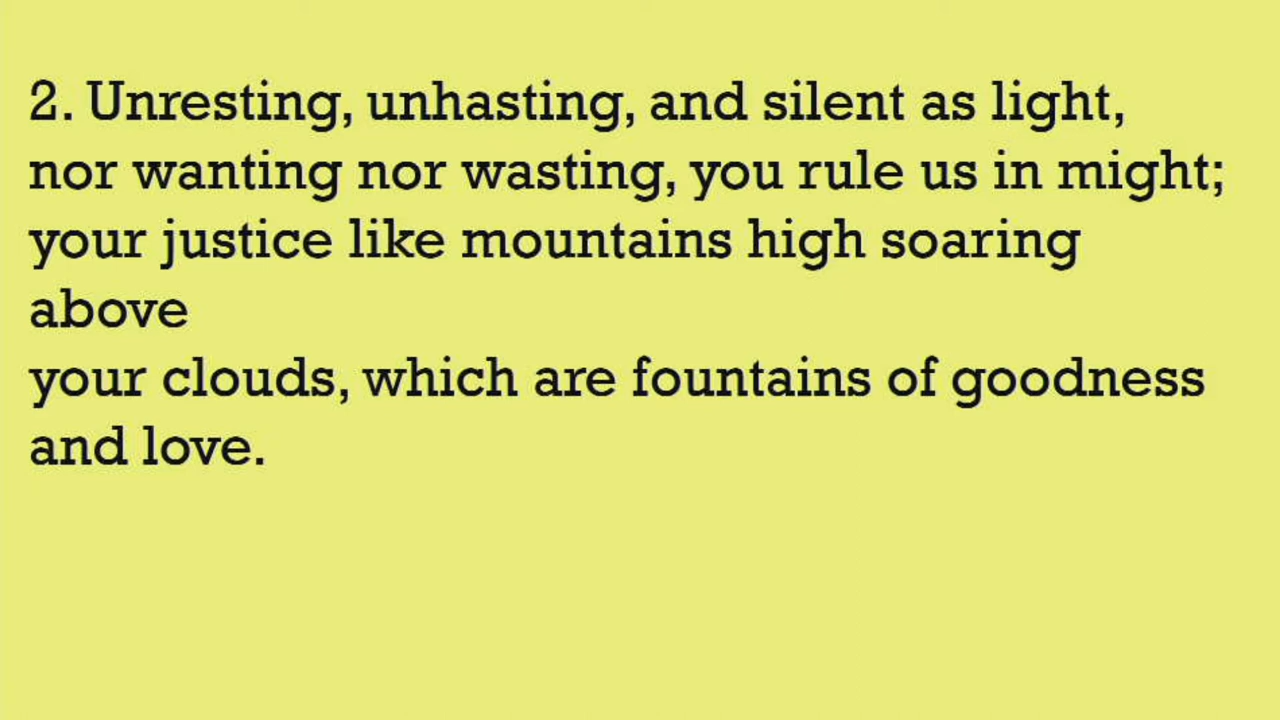 2. Unresting, unhasting, and silent as light,
nor wanting nor wasting, you rule us in might;
your justice like mountains high soaring
above
your clouds, which are fountains of goodness
and love.